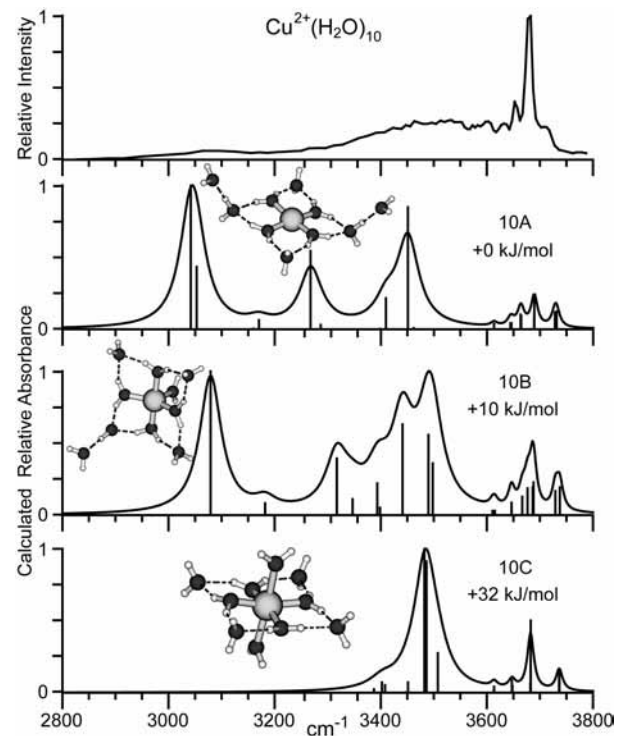 Cu²⁺(H₂O)₁₀
Relative Intensity
1
0
Calculated Relative Absorbance
1
0
10A
+0 kJ/mol
1
0
10B
+10 kJ/mol
1
0
10C
+32 kJ/mol
2800 3000 3200 3400 3600 3800
cm⁻¹